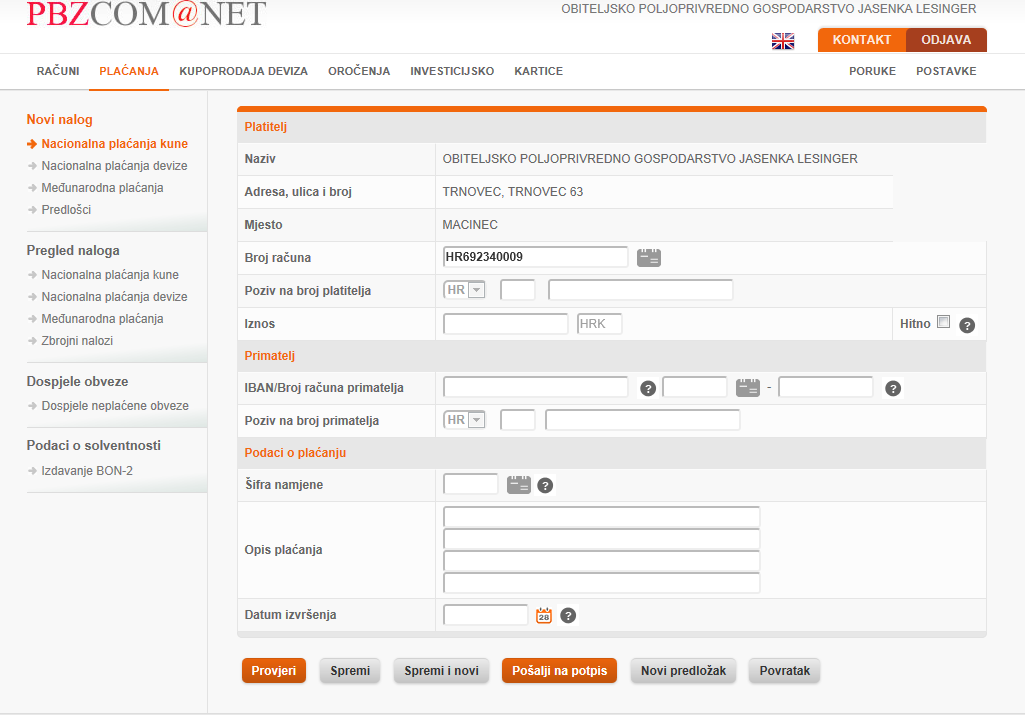 PBZCOM@NET
OBITELJSKO POLJOPRIVREDNO GOSPODARSTVO JASENKA LESINGER
KONTAKT ODJAVA
RAČUNI PLAĆANJA KUPOPRODAJA DEVIZA OROČENJA INVESTICIJSKO KARTICE PORUKE POSTAVKE
Novi nalog
Nacionalna plaćanja kune
Nacionalna plaćanja devize
Međunarodna plaćanja
Predlošci
Pregled naloga
Nacionalna plaćanja kune
Nacionalna plaćanja devize
Međunarodna plaćanja
Zbrojni nalozi
Dospjele obveze
Dospjele neplaćene obveze
Podaci o solventnosti
Izdavanje BON-2
Platitelj
Naziv OBITELJSKO POLJOPRIVREDNO GOSPODARSTVO JASENKA LESINGER
Adresa, ulica i broj TRNOVEC, TRNOVEC 63
Mjesto MACINEC
Broj računa HR692340009
Poziv na broj platitelja HR
Iznos HRK Hitno ?
Primatelj
IBAN/Broj računa primatelja ? - ?
Poziv na broj primatelja HR
Podaci o plaćanju
Šifra namjene ?
Opis plaćanja
Datum izvršenja 28 ?
Provjeri Spremi Spremi i novi Pošalji na potpis Novi predložak Povratak